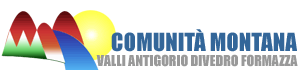 COMUNITÀ MONTANA
VALLI ANTIGORIO DIVEDRO FORMAZZA